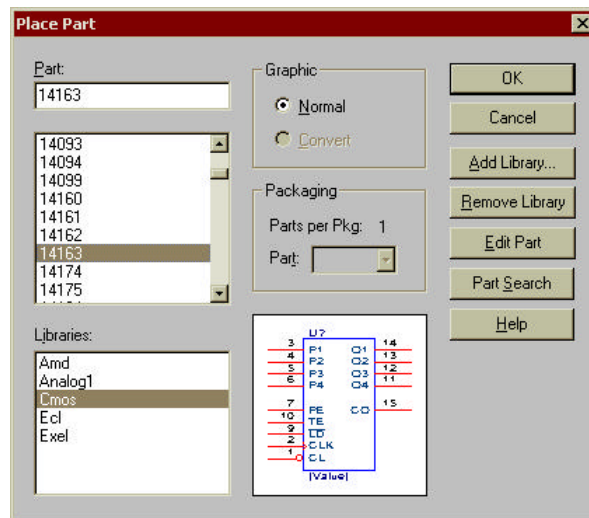 Place Part
Part:
14163
14093
14094
14099
14160
14161
14162
14163
14174
14175
Libraries:
Amd
Analog1
Cmos
Ecl
Exel
Graphic
Normal
Convert
Packaging
Parts per Pkg: 1
Part:
U?
3 P1 Q1 14
4 P2 Q2 13
5 P3 Q3 12
6 P4 Q4 11
7 PE CO 15
10 TE
9 LD
2 CLK
1 CL
(Value)
OK
Cancel
Add Library...
Remove Library
Edit Part
Part Search
Help